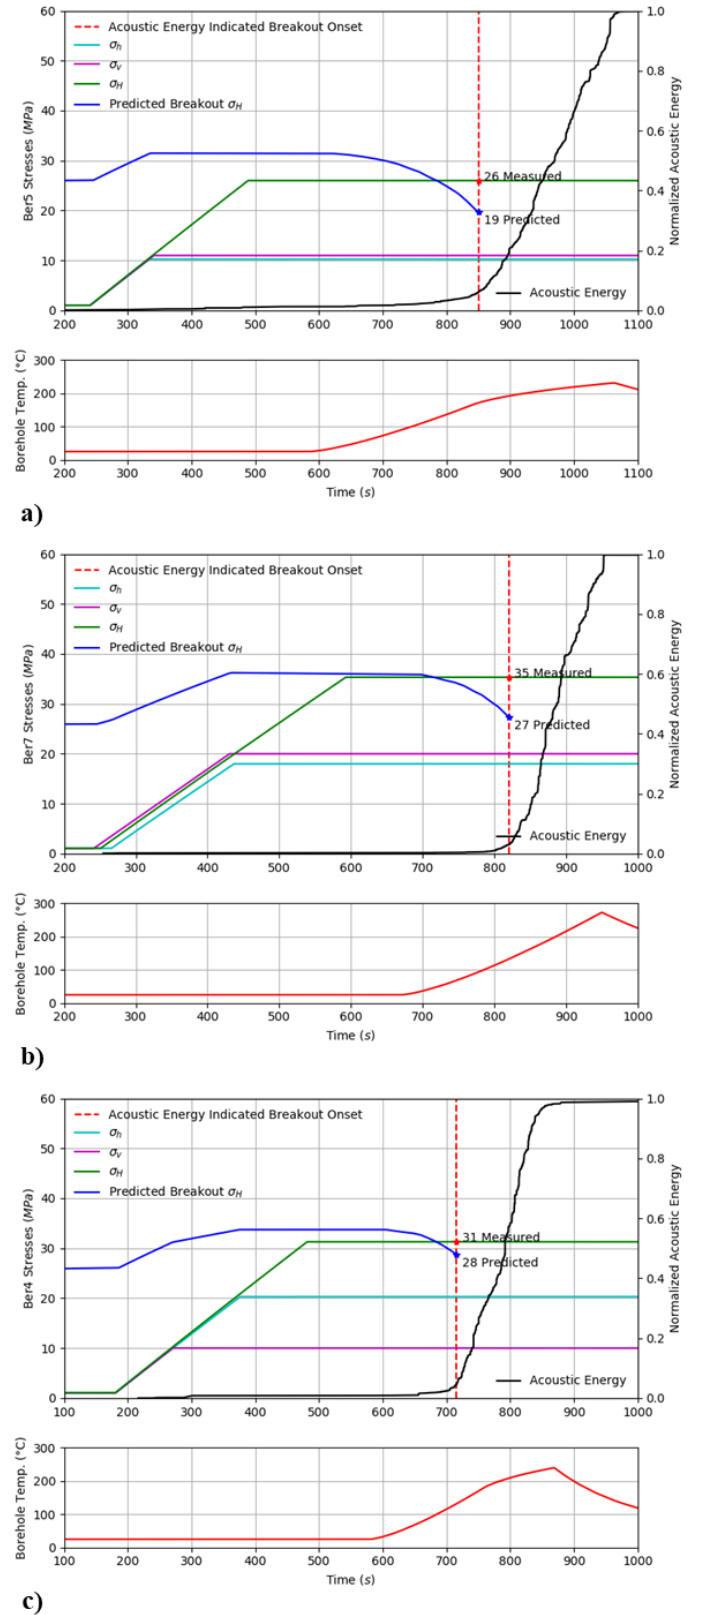 60
50
40
30
20
10
0
Ber5 Stresses (MPa)
Acoustic Energy Indicated Breakout Onset
σh
σv
σH
Predicted Breakout σH
26 Measured
19 Predicted
Acoustic Energy
1.0
0.8
0.6
0.4
0.2
0.0
Normalized Acoustic Energy
200 300 400 500 600 700 800 900 1000 1100
300
200
100
0
Borehole Temp. (°C)
200 300 400 500 600 700 800 900 1000 1100
Time (s)
a)
60
50
40
30
20
10
0
Ber7 Stresses (MPa)
Acoustic Energy Indicated Breakout Onset
σh
σv
σH
Predicted Breakout σH
35 Measured
27 Predicted
Acoustic Energy
1.0
0.8
0.6
0.4
0.2
0.0
Normalized Acoustic Energy
200 300 400 500 600 700 800 900 1000
300
200
100
0
Borehole Temp. (°C)
200 300 400 500 600 700 800 900 1000
Time (s)
b)
60
50
40
30
20
10
0
Ber4 Stresses (MPa)
Acoustic Energy Indicated Breakout Onset
σh
σv
σH
Predicted Breakout σH
31 Measured
28 Predicted
Acoustic Energy
1.0
0.8
0.6
0.4
0.2
0.0
Normalized Acoustic Energy
100 200 300 400 500 600 700 800 900 1000
300
200
100
0
Borehole Temp. (°C)
100 200 300 400 500 600 700 800 900 1000
Time (s)
c)